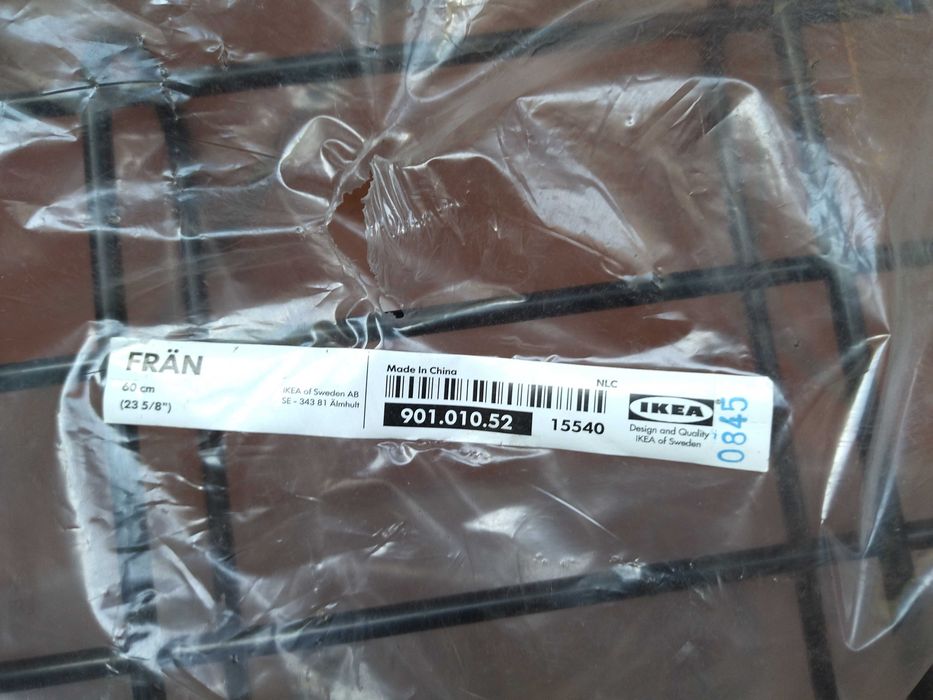 FRÄN
60 cm
(23 5/8")
IKEA of Sweden AB
SE - 343 81 Älmhult
Made In China
NLC
901.010.52
15540
IKEA
Design and Quality
IKEA of Sweden
0845